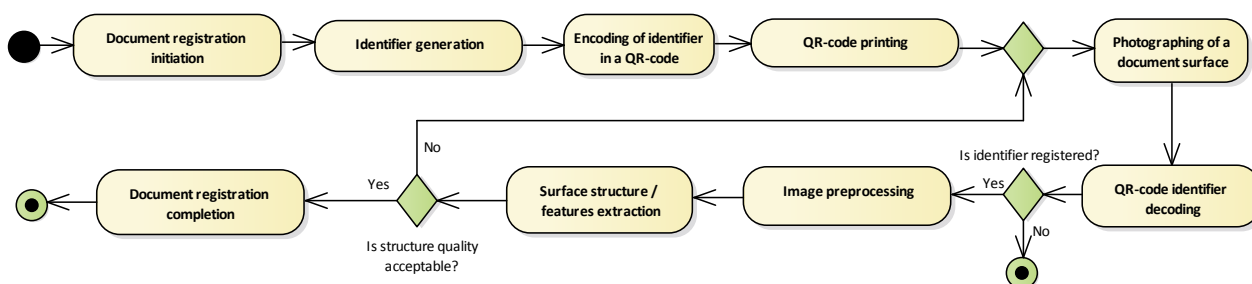 Document registration
initiation
Identifier generation
Encoding of identifier
in a QR-code
QR-code printing
Photographing of a
document surface
No
Is identifier registered?
Yes
Document registration
completion
Yes
Surface structure /
features extraction
Image preprocessing
QR-code identifier
decoding
No
Is structure quality
acceptable?